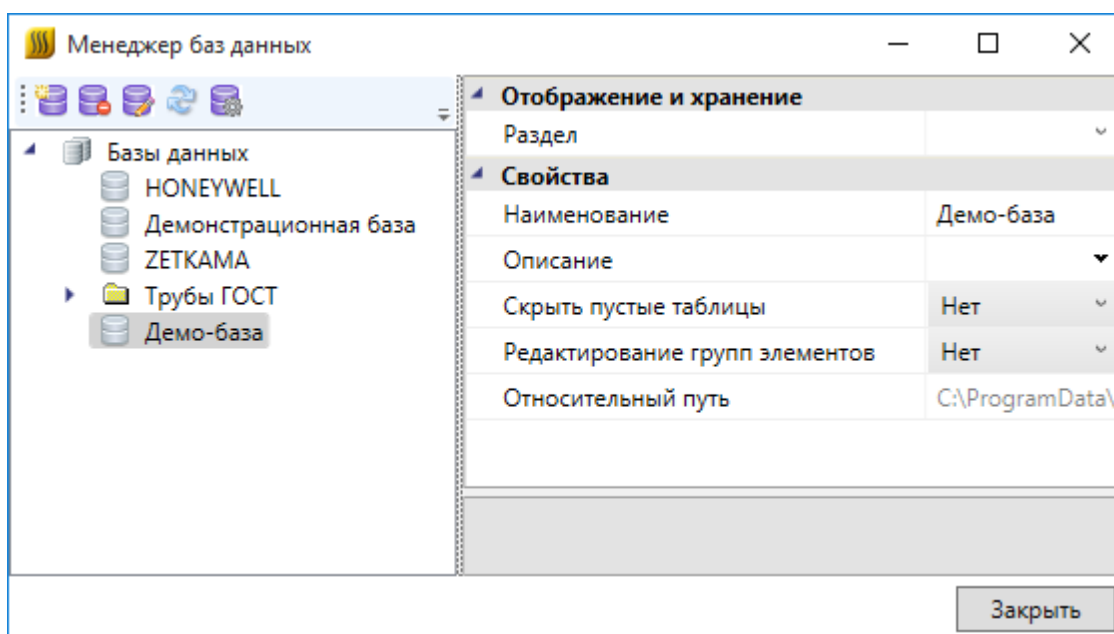 Менеджер баз данных
Базы данных
HONEYWELL
Демонстрационная база
ZETKAMA
Трубы ГОСТ
Демо-база
Отображение и хранение
Раздел
Свойства
Наименование Демо-база
Описание
Скрыть пустые таблицы Нет
Редактирование групп элементов Нет
Относительный путь C:\ProgramData\
Закрыть